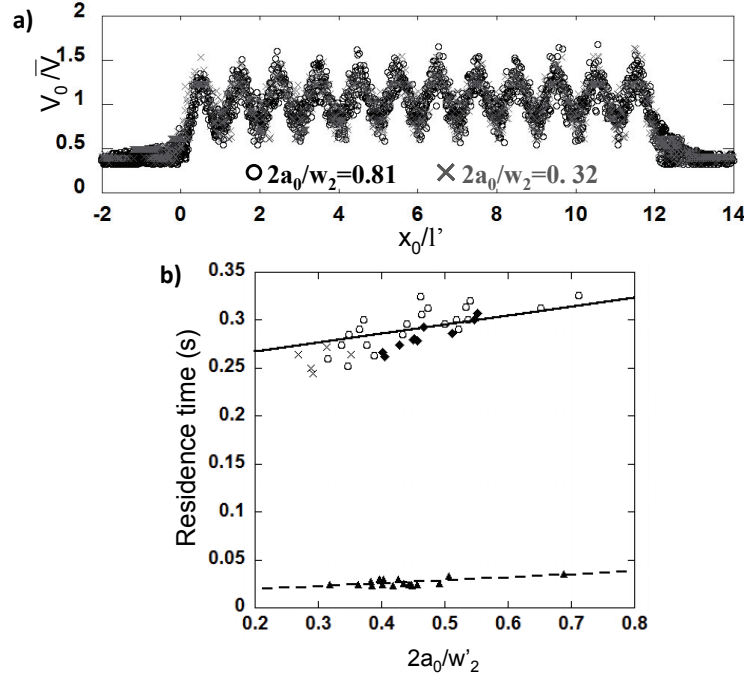 a)
V₀/V̅
2
1.5
1
0.5
0
○ 2a₀/w₂=0.81 × 2a₀/w₂=0. 32
-2 0 2 4 6 8 10 12 14
x₀/l’
b)
Residence time (s)
0.35
0.3
0.25
0.2
0.15
0.1
0.05
0
0.2 0.3 0.4 0.5 0.6 0.7 0.8
2a₀/w’₂